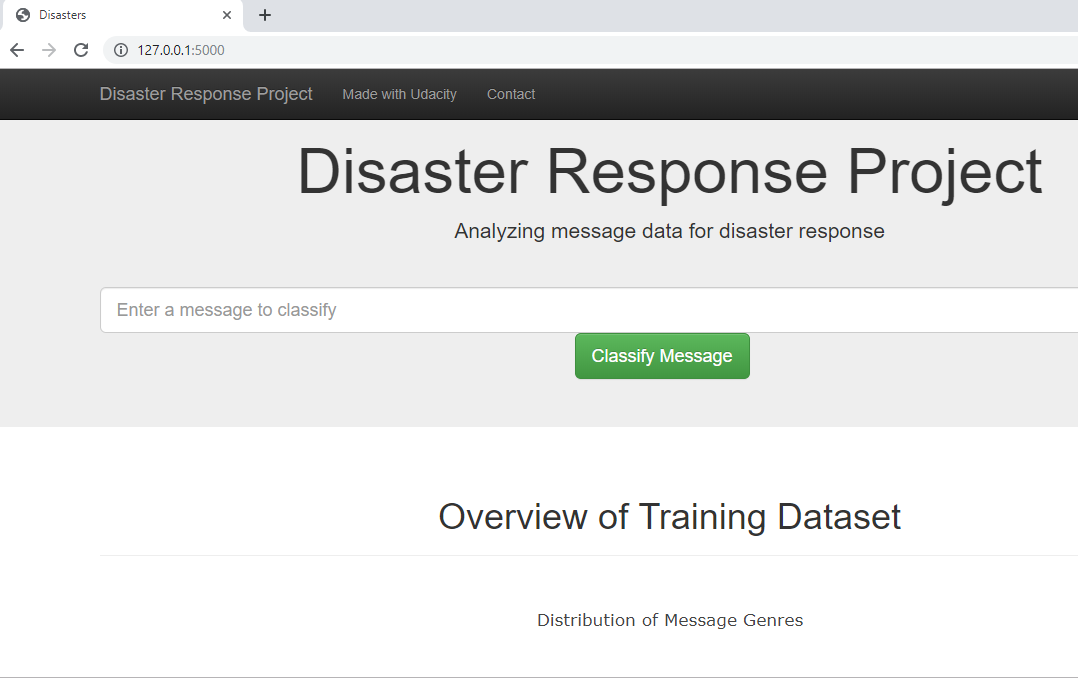 Disasters
127.0.0.1:5000
Disaster Response Project Made with Udacity Contact
Disaster Response Project
Analyzing message data for disaster response
Enter a message to classify
Classify Message
Overview of Training Dataset
Distribution of Message Genres